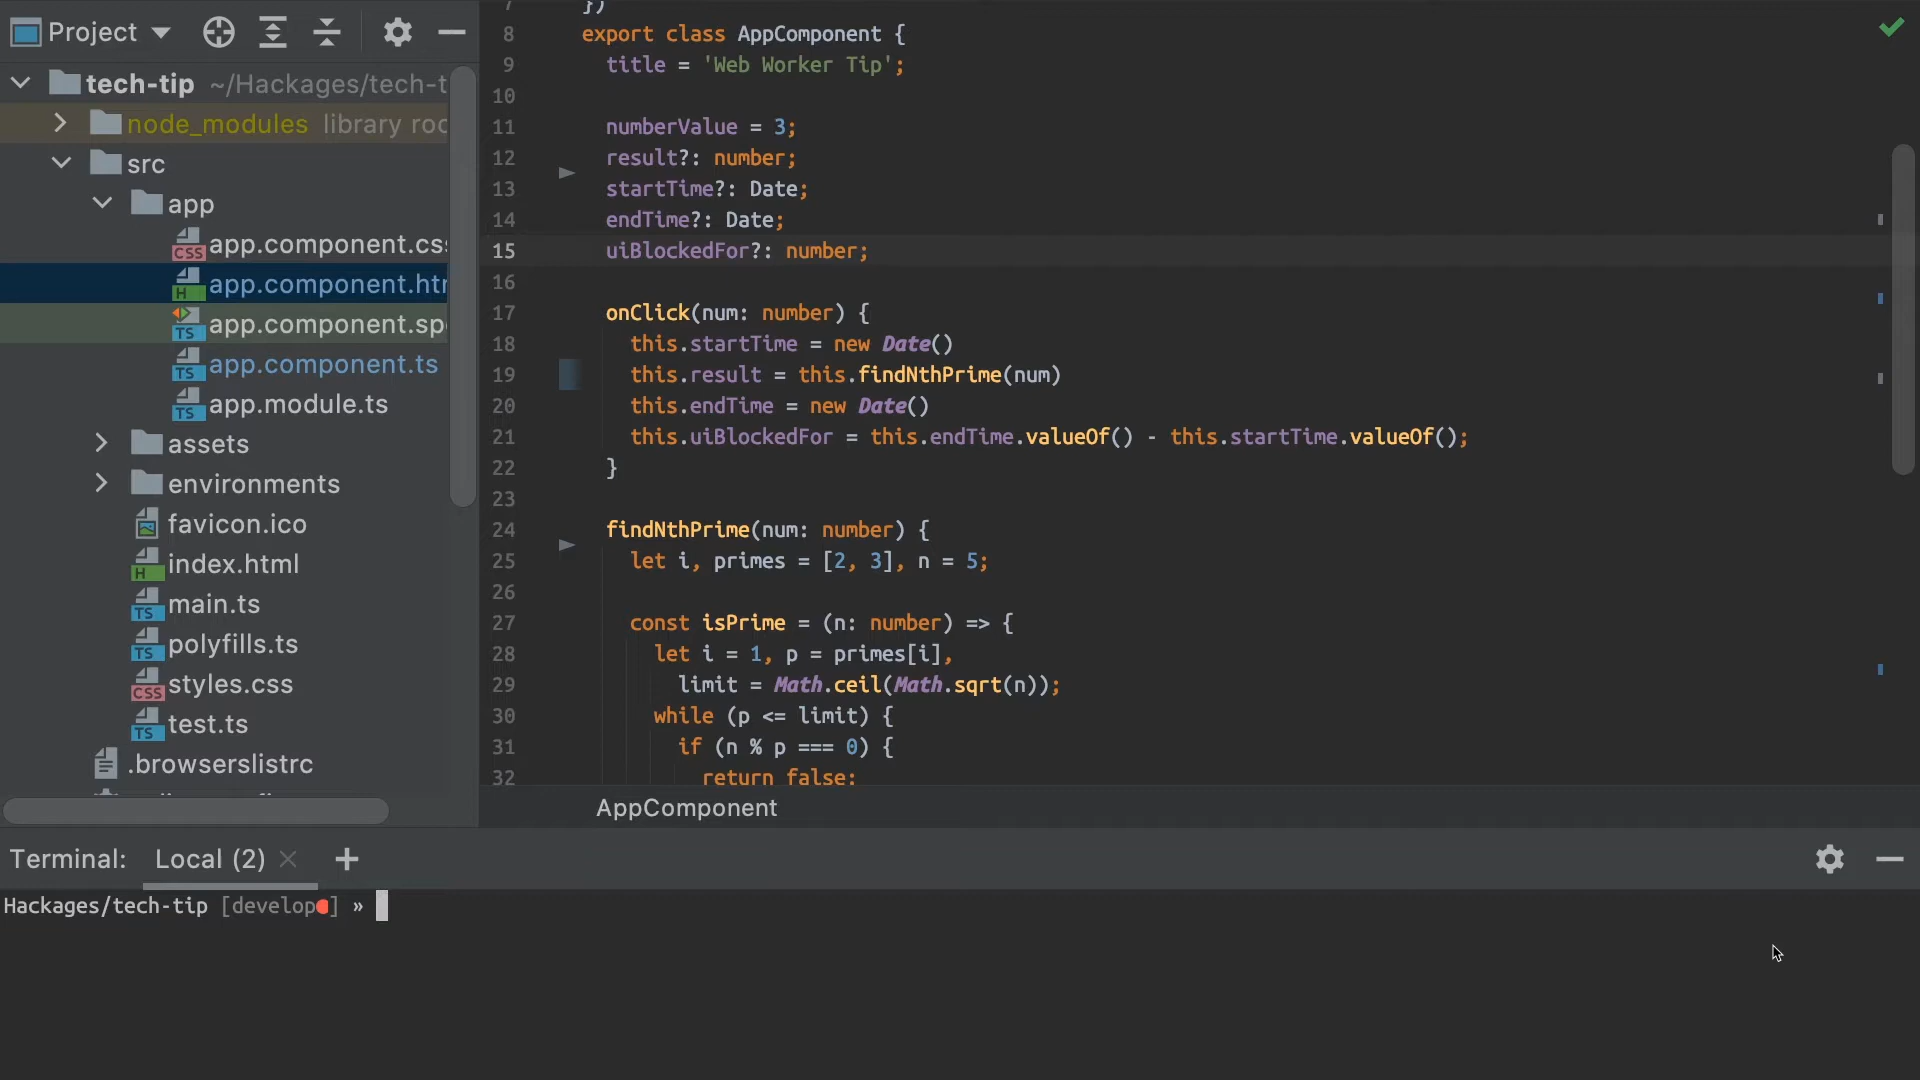 Project
tech-tip ~/Hackages/tech-t
node_modules library roo
src
app
app.component.css
app.component.htm
app.component.spe
app.component.ts
app.module.ts
assets
environments
favicon.ico
index.html
main.ts
polyfills.ts
styles.css
test.ts
.browserslistrc
7 })
8 export class AppComponent {
9 title = 'Web Worker Tip';
10
11 numberValue = 3;
12 result?: number;
13 startTime?: Date;
14 endTime?: Date;
15 uiBlockedFor?: number;
16
17 onClick(num: number) {
18 this.startTime = new Date()
19 this.result = this.findNthPrime(num)
20 this.endTime = new Date()
21 this.uiBlockedFor = this.endTime.valueOf() - this.startTime.valueOf();
22 }
23
24 findNthPrime(num: number) {
25 let i, primes = [2, 3], n = 5;
26
27 const isPrime = (n: number) => {
28 let i = 1, p = primes[i],
29 limit = Math.ceil(Math.sqrt(n));
30 while (p <= limit) {
31 if (n % p === 0) {
32 return false;
AppComponent
Terminal: Local (2)
Hackages/tech-tip [develop] »